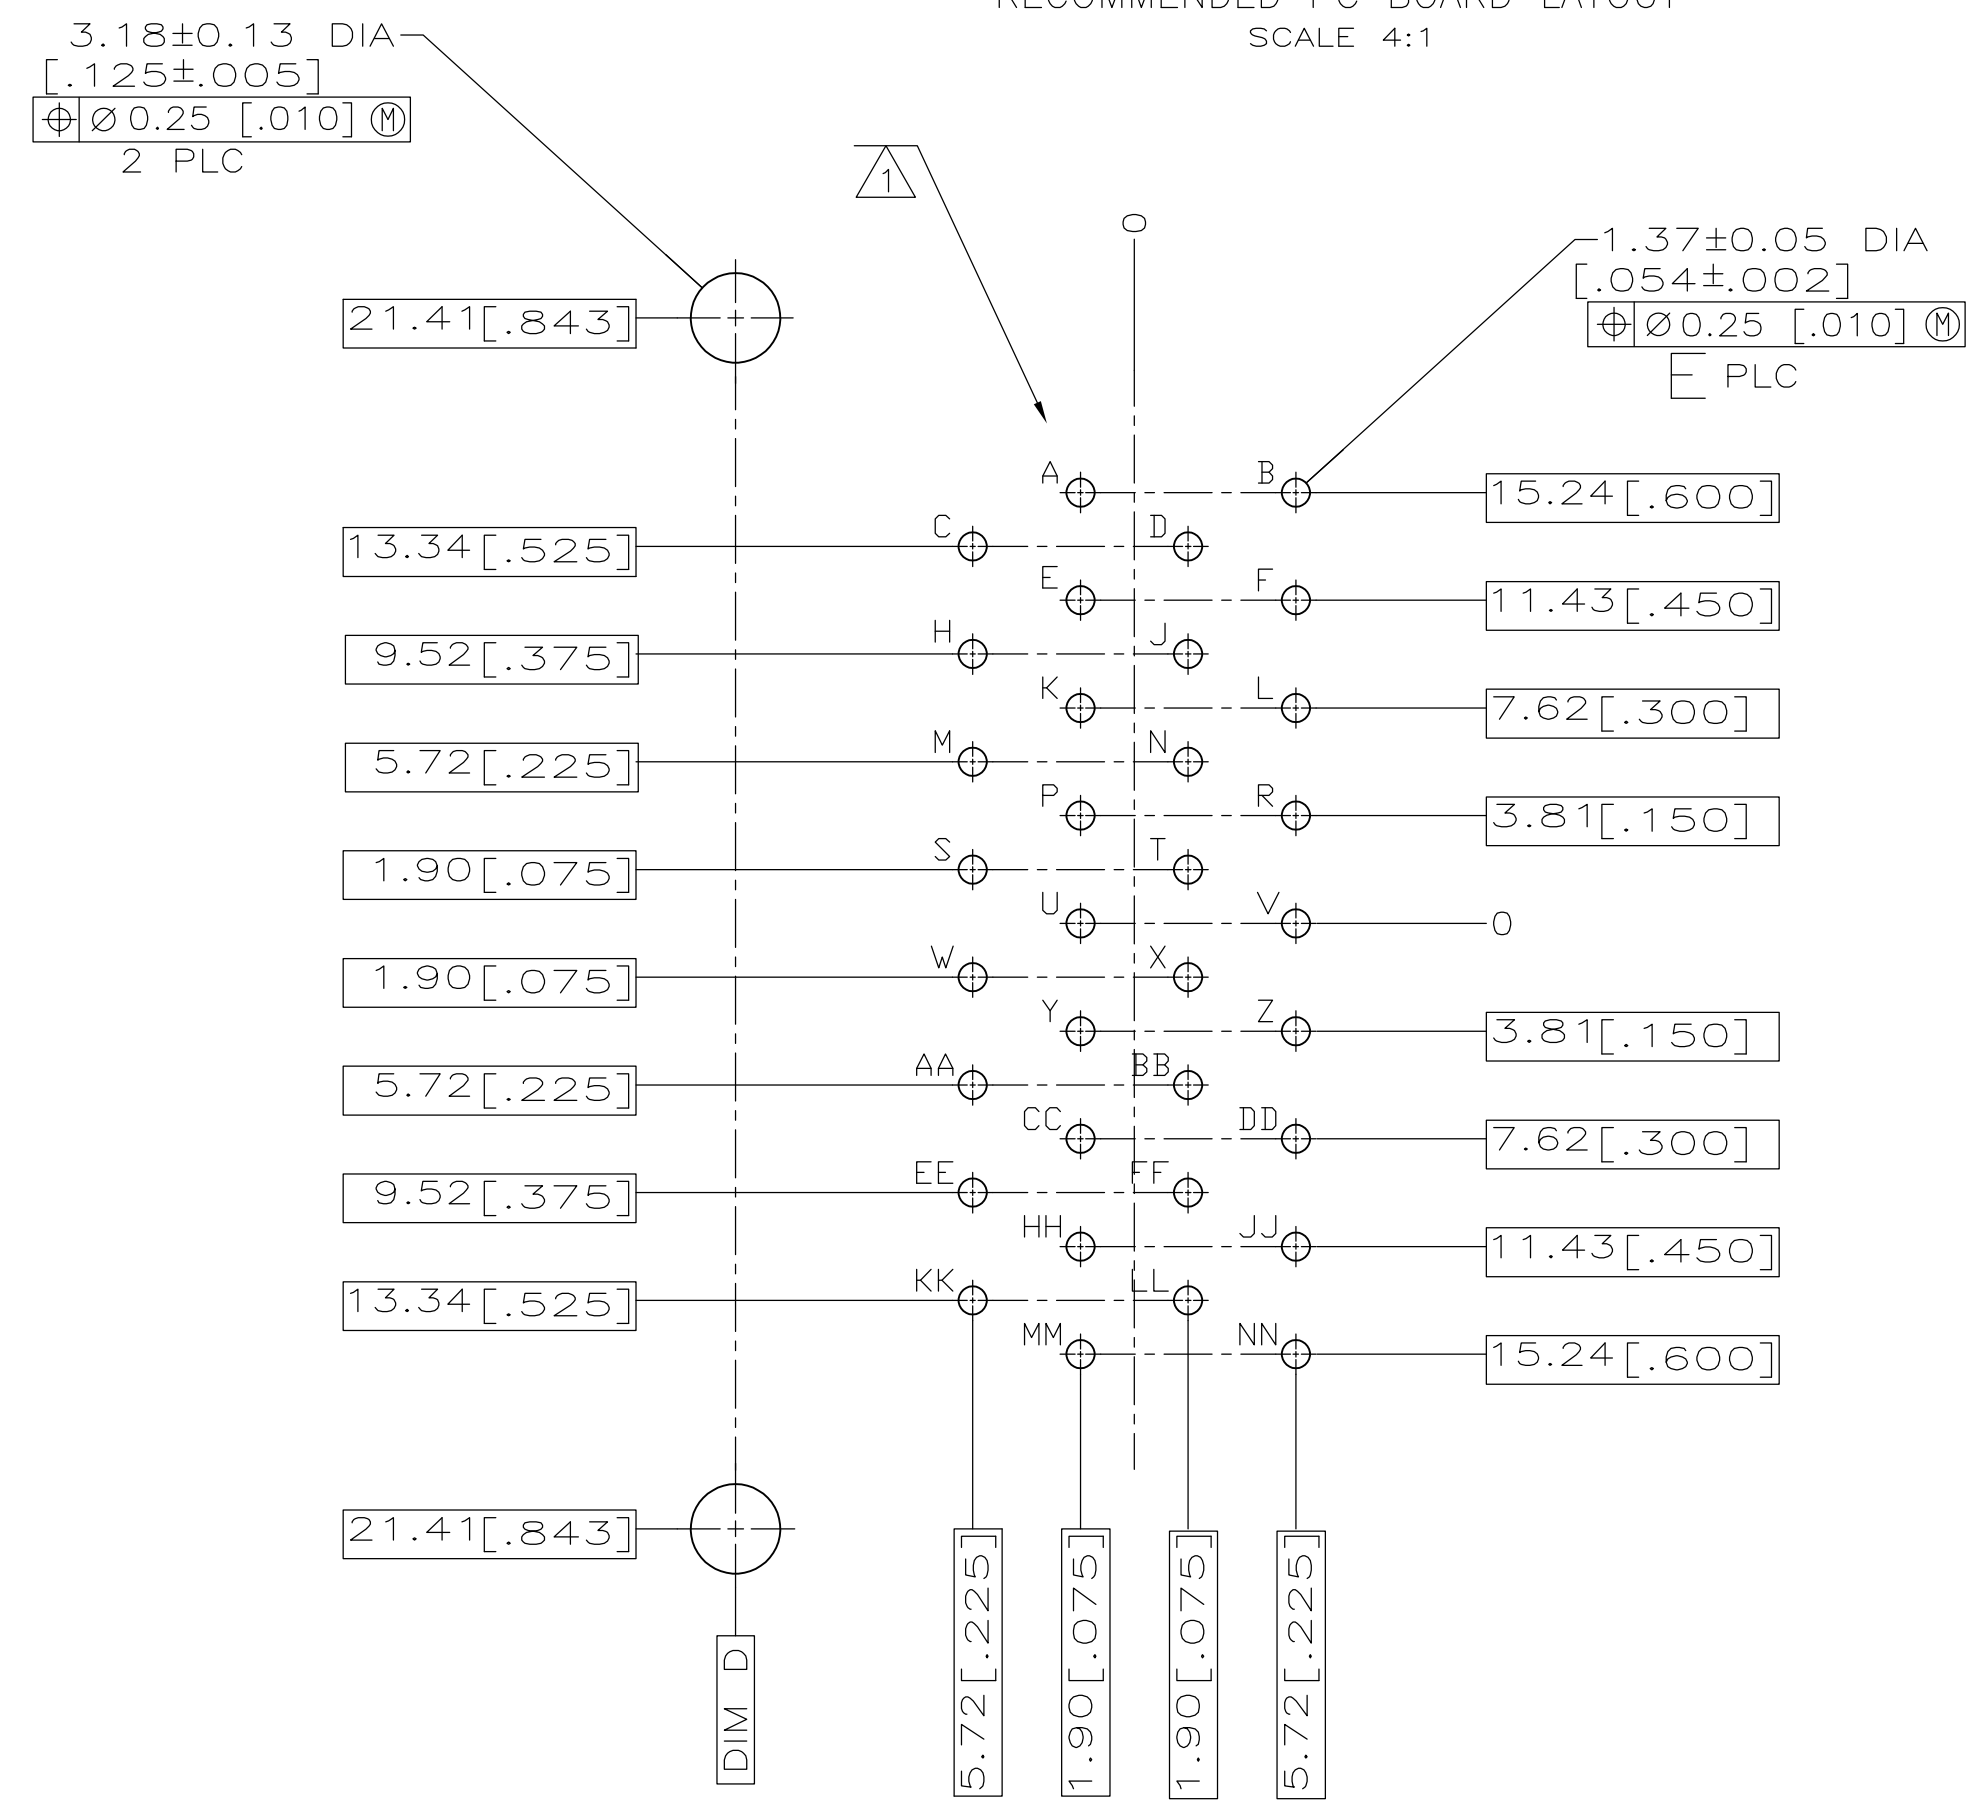 RECOMMENDED PC BOARD LAYOUT
SCALE 4:1
3.18±0.13 DIA
[.125±.005]
⌖ Ø0.25 [.010] Ⓜ
2 PLC
1
0
1.37±0.05 DIA
[.054±.002]
⌖ Ø0.25 [.010] Ⓜ
E PLC
21.41[.843]
A B 15.24[.600]
13.34[.525] C D
E F 11.43[.450]
9.52[.375] H J
K L 7.62[.300]
5.72[.225] M N
P R 3.81[.150]
1.90[.075] S T
U V 0
1.90[.075] W X
Y Z 3.81[.150]
5.72[.225] AA BB
CC DD 7.62[.300]
9.52[.375] EE FF
HH JJ 11.43[.450]
13.34[.525] KK LL
MM NN 15.24[.600]
21.41[.843]
DIM D
5.72[.225]
1.90[.075]
1.90[.075]
5.72[.225]